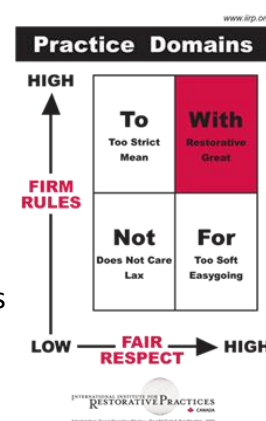 www.iirp.or
Practice Domains
HIGH
To
Too Strict
Mean
With
Restorative
Great
FIRM
RULES
Not
Does Not Care
Lax
For
Too Soft
Easygoing
S
LOW
FAIR
RESPECT
HIGH
INTERNATIONAL INSTITUTE FOR
RESTORATIVE PRACTICES
CANADA